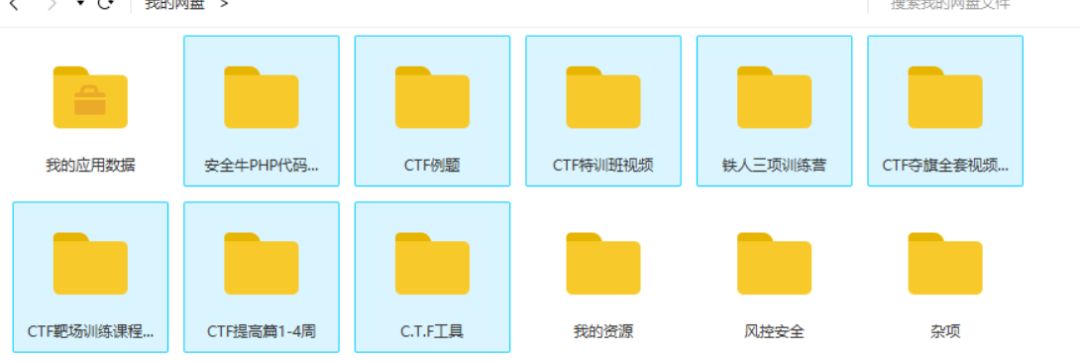 我的网盘 >
搜索我的网盘文件
我的应用数据
安全牛PHP代码...
CTF例题
CTF特训班视频
铁人三项训练营
CTF夺旗全套视频...
CTF靶场训练课程...
CTF提高篇1-4周
C.T.F工具
我的资源
风控安全
杂项